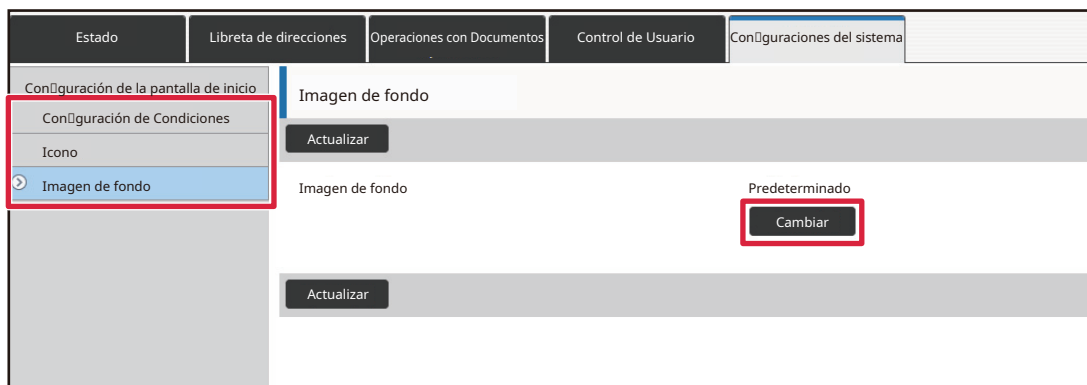 Estado
Libreta de direcciones
Operaciones con Documentos
Control de Usuario
Con▯guraciones del sistema
Con▯guración de la pantalla de inicio
Con▯guración de Condiciones
Icono
Imagen de fondo
Imagen de fondo
Actualizar
Imagen de fondo
Predeterminado
Cambiar
Actualizar